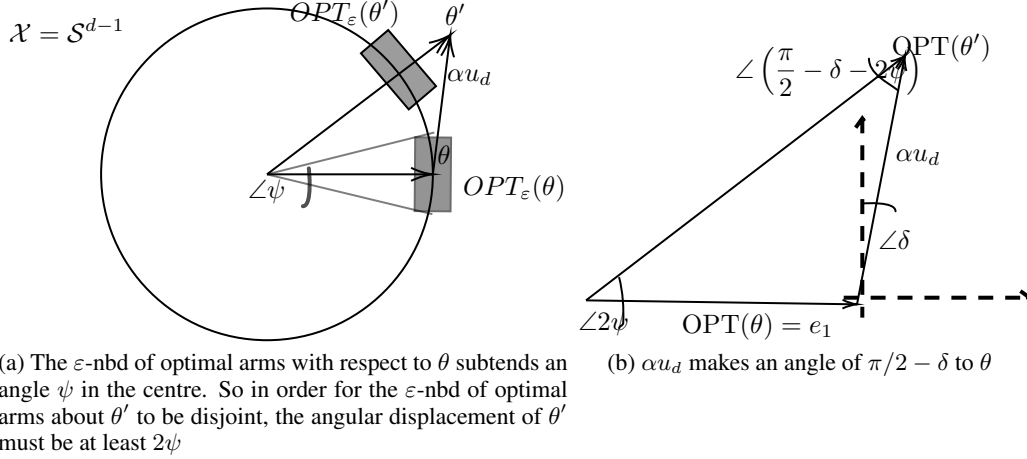 𝒳 = 𝒮^{d−1}
OPT_ε(θ′)
θ′
αu_d
θ
∠ψ
OPT_ε(θ)
OPT(θ′)
∠(π/2 − δ − 2ψ)
αu_d
∠δ
∠2ψ
OPT(θ) = e_1
(a) The ε-nbd of optimal arms with respect to θ subtends an
angle ψ in the centre. So in order for the ε-nbd of optimal
arms about θ′ to be disjoint, the angular displacement of θ′
must be at least 2ψ
(b) αu_d makes an angle of π/2 − δ to θ